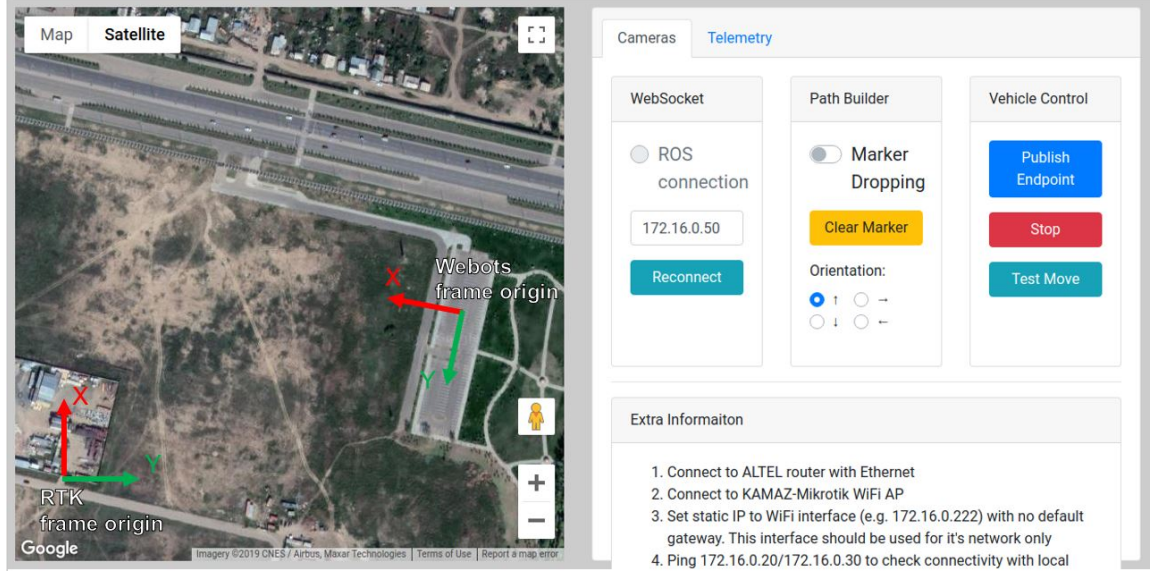 Map
Satellite
X
Webots
frame origin
Y
X
Y
RTK
frame origin
Google
Imagery ©2019 CNES / Airbus, Maxar Technologies
Terms of Use
Report a map error
Cameras
Telemetry
WebSocket
ROS
connection
172.16.0.50
Reconnect
Path Builder
Marker
Dropping
Clear Marker
Orientation:
↑ →
↓ ←
Vehicle Control
Publish
Endpoint
Stop
Test Move
Extra Informaiton
1. Connect to ALTEL router with Ethernet
2. Connect to KAMAZ-Mikrotik WiFi AP
3. Set static IP to WiFi interface (e.g. 172.16.0.222) with no default
gateway. This interface should be used for it's network only
4. Ping 172.16.0.20/172.16.0.30 to check connectivity with local